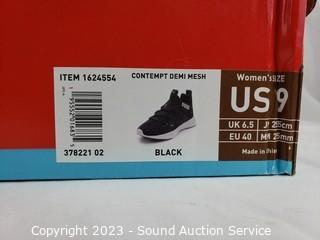 ITEM 1624554
CONTEMPT DEMI MESH
Women's SIZE
US 9
UK 6.5
EU 40
378221 02
BLACK
Made in
Copyright 2023 - Sound Auction Service